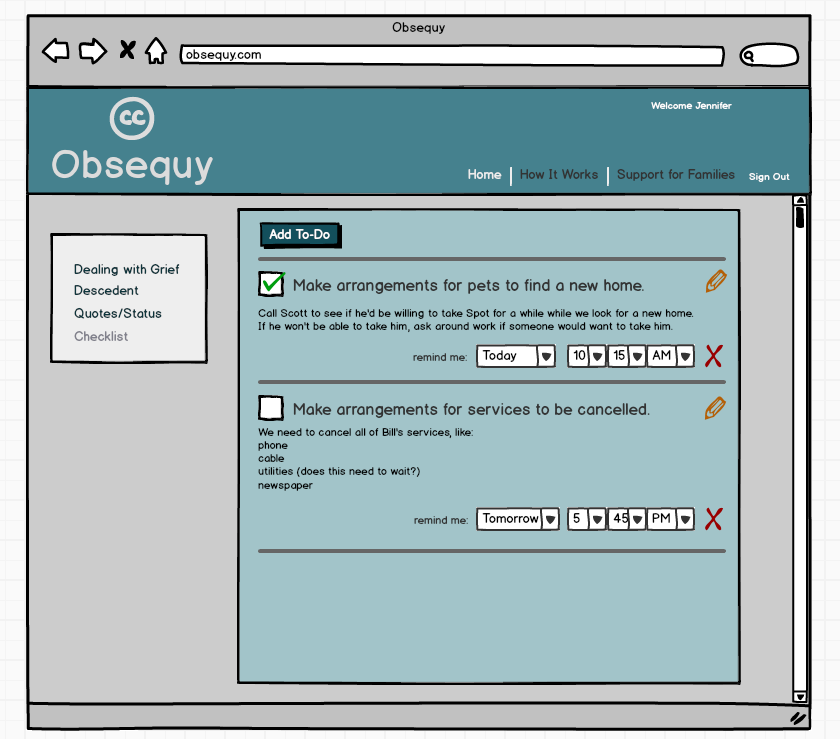 Obsequy
obsequy.com
Welcome Jennifer
cc
Obsequy
Home
How It Works
Support for Families
Sign Out
Dealing with Grief
Descedent
Quotes/Status
Checklist
Add To-Do
Make arrangements for pets to find a new home.
Call Scott to see if he'd be willing to take Spot for a while while we look for a new home.
If he won't be able to take him, ask around work if someone would want to take him.
remind me: Today 10 15 AM
Make arrangements for services to be cancelled.
We need to cancel all of Bill's services, like:
phone
cable
utilities (does this need to wait?)
newspaper
remind me: Tomorrow 5 45 PM